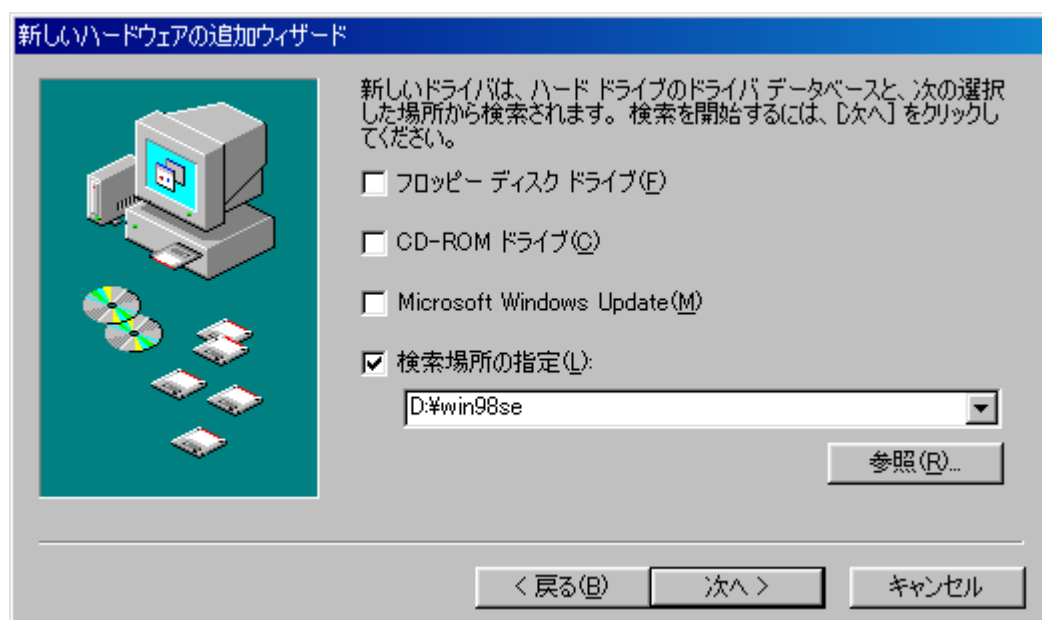 新しいハードウェアの追加ウィザード
新しいドライバは、ハード ドライブのドライバ データベースと、次の選択
した場所から検索されます。検索を開始するには、[次へ] をクリックし
てください。
フロッピー ディスク ドライブ(F)
CD-ROM ドライブ(C)
Microsoft Windows Update(M)
検索場所の指定(L):
D:¥win98se
参照(R)...
< 戻る(B)
次へ >
キャンセル